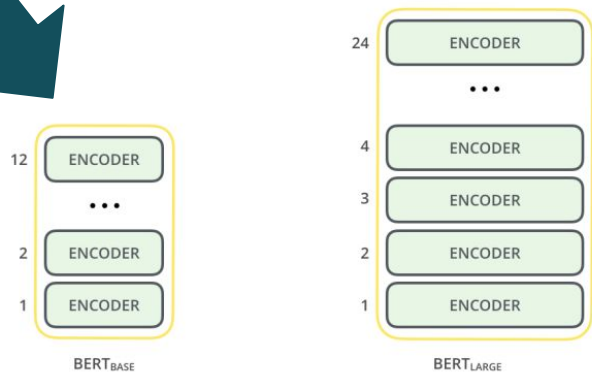 12 ENCODER
...
2 ENCODER
1 ENCODER
BERTBASE
24 ENCODER
...
4 ENCODER
3 ENCODER
2 ENCODER
1 ENCODER
BERTLARGE